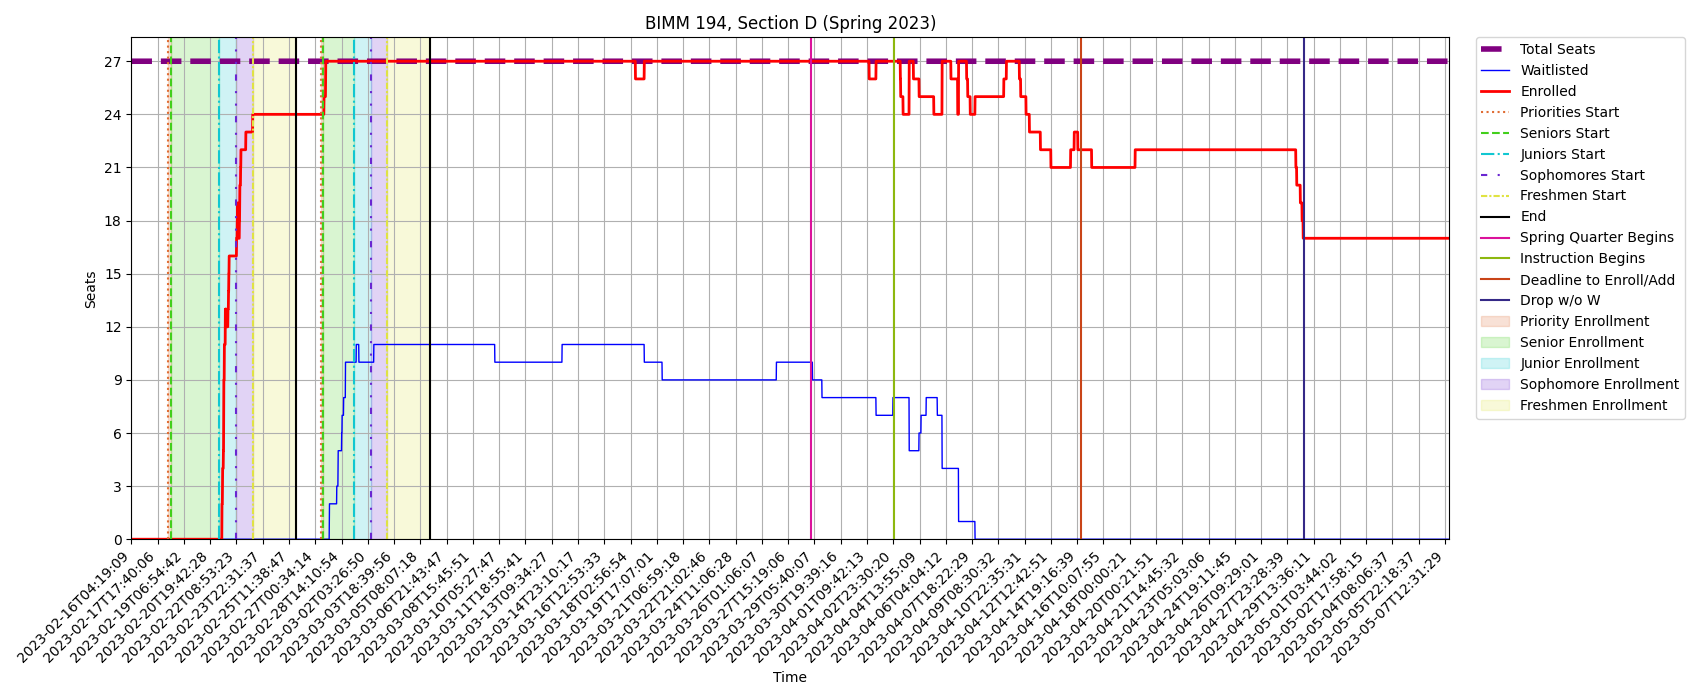 BIMM 194, Section D (Spring 2023)
27
24
21
18
15
12
9
6
3
0
Seats
2023-02-16T04:19:09
2023-02-17T17:40:06
2023-02-19T06:54:42
2023-02-20T19:42:28
2023-02-22T08:53:23
2023-02-23T22:31:37
2023-02-25T11:38:47
2023-02-27T00:34:14
2023-02-28T14:10:54
2023-03-02T03:26:50
2023-03-03T18:39:56
2023-03-05T08:07:18
2023-03-06T21:43:47
2023-03-08T15:45:51
2023-03-10T05:27:47
2023-03-11T18:55:41
2023-03-13T09:34:27
2023-03-14T23:10:17
2023-03-16T12:53:33
2023-03-18T02:56:54
2023-03-19T17:07:01
2023-03-21T06:59:18
2023-03-22T21:02:46
2023-03-24T11:06:28
2023-03-26T01:06:07
2023-03-27T15:19:06
2023-03-29T05:40:07
2023-03-30T19:39:16
2023-04-01T09:42:13
2023-04-02T23:30:20
2023-04-04T13:55:09
2023-04-06T04:04:12
2023-04-07T18:22:29
2023-04-09T08:30:32
2023-04-10T22:35:31
2023-04-12T12:42:51
2023-04-14T19:16:39
2023-04-16T10:07:55
2023-04-18T00:00:21
2023-04-20T00:21:51
2023-04-21T14:45:32
2023-04-23T05:03:06
2023-04-24T19:11:45
2023-04-26T09:29:01
2023-04-27T23:28:39
2023-04-29T13:36:11
2023-05-01T03:44:02
2023-05-02T17:58:15
2023-05-04T08:06:37
2023-05-05T22:18:37
2023-05-07T12:31:29
Time
Total Seats
Waitlisted
Enrolled
Priorities Start
Seniors Start
Juniors Start
Sophomores Start
Freshmen Start
End
Spring Quarter Begins
Instruction Begins
Deadline to Enroll/Add
Drop w/o W
Priority Enrollment
Senior Enrollment
Junior Enrollment
Sophomore Enrollment
Freshmen Enrollment